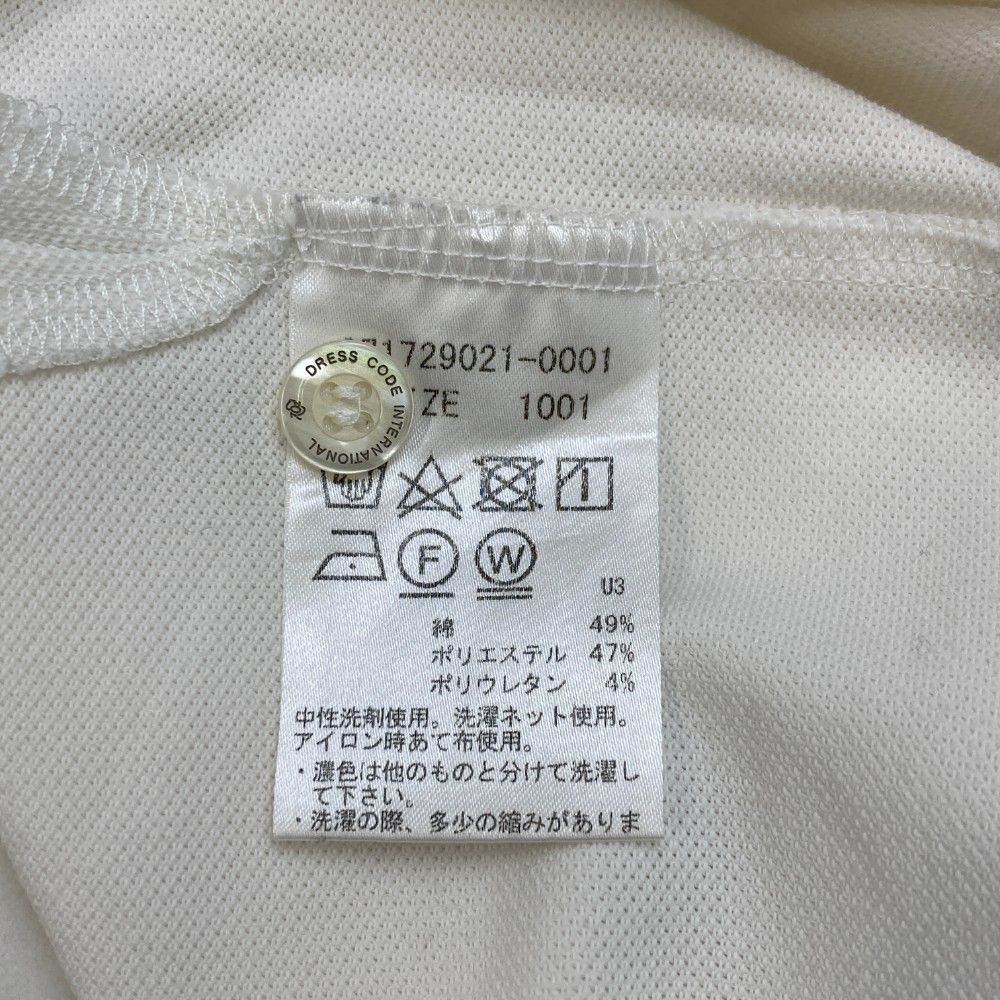 1729021-0001
DRESS CODE INTERNATIONAL
ZE 1001
F W
U3
綿 49%
ポリエステル 47%
ポリウレタン 4%
中性洗剤使用。洗濯ネット使用。
アイロン時あて布使用。
・濃色は他のものと分けて洗濯し
て下さい。
・洗濯の際、多少の縮みがありま